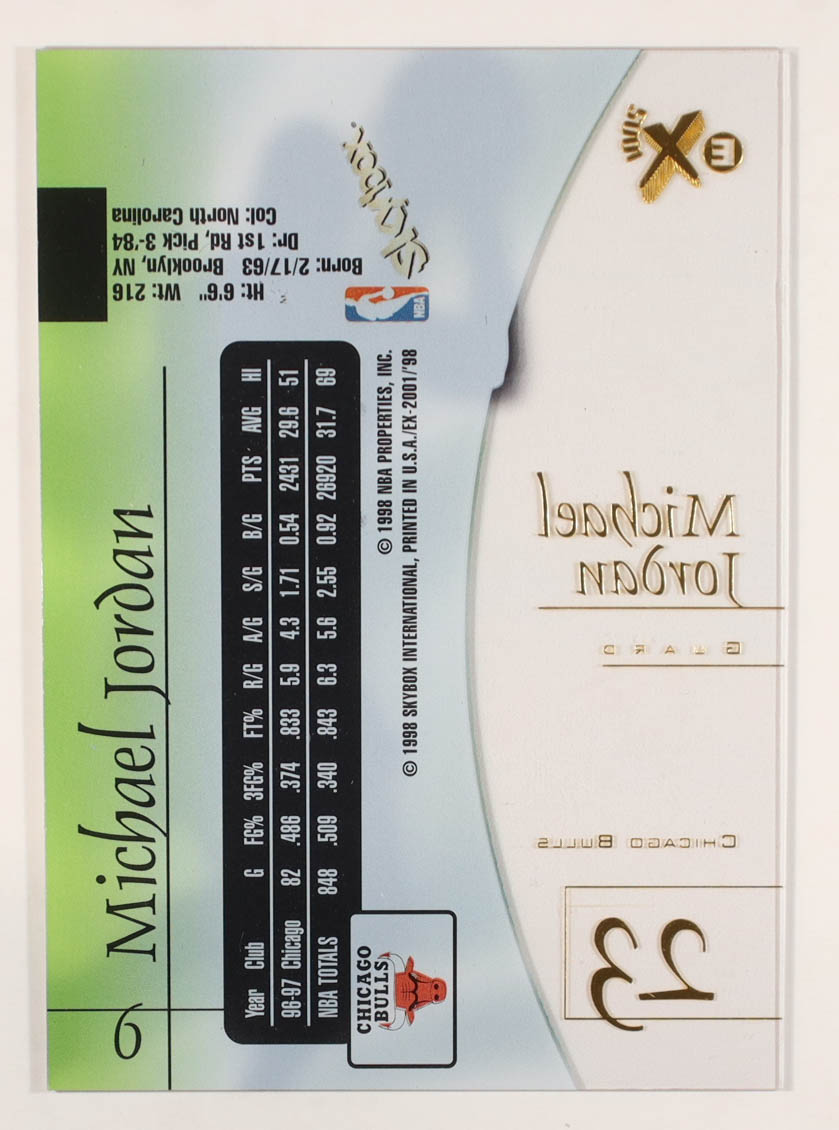 9
Michael Jordan
Ht: 6'6" Wt: 216
Born: 2/17/63 Brooklyn, NY
Dr: 1st Rd, Pick 3-'84
Col: North Carolina
Year Club G FG% 3FG% FT% R/G A/G S/G B/G PTS AVG HI
96-97 Chicago 82 .486 .374 .833 5.9 4.3 1.71 0.54 2431 29.6 51
NBA TOTALS 848 .509 .340 .843 6.3 5.6 2.55 0.92 26920 31.7 69
CHICAGO
BULLS
NBA
Skybox
© 1998 NBA PROPERTIES, INC.
© 1998 SKYBOX INTERNATIONAL, PRINTED IN U.S.A./EX-2001/'98
E X 2001
Michael
Jordan
GUARD
CHICAGO BULLS
23